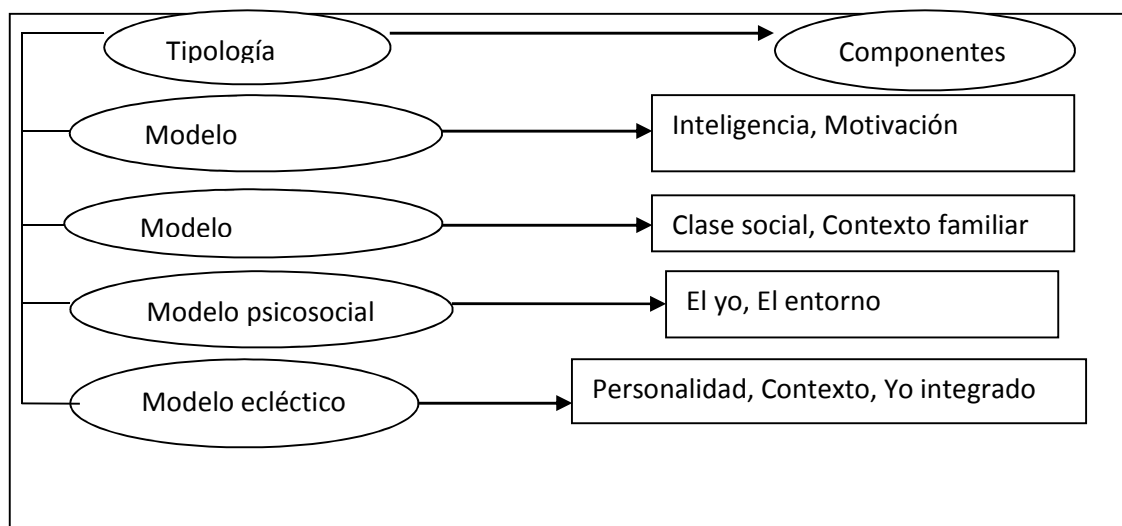 Tipología
Componentes
Modelo
Inteligencia, Motivación
Modelo
Clase social, Contexto familiar
Modelo psicosocial
El yo, El entorno
Modelo ecléctico
Personalidad, Contexto, Yo integrado